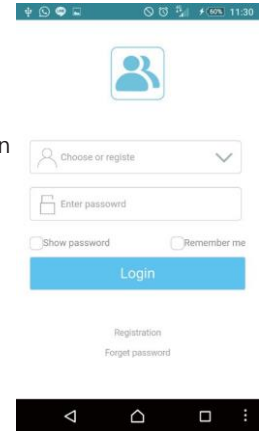 60% 11:30
n
Choose or registe
Enter passowrd
Show password Remember me
Login
Registration
Forget password